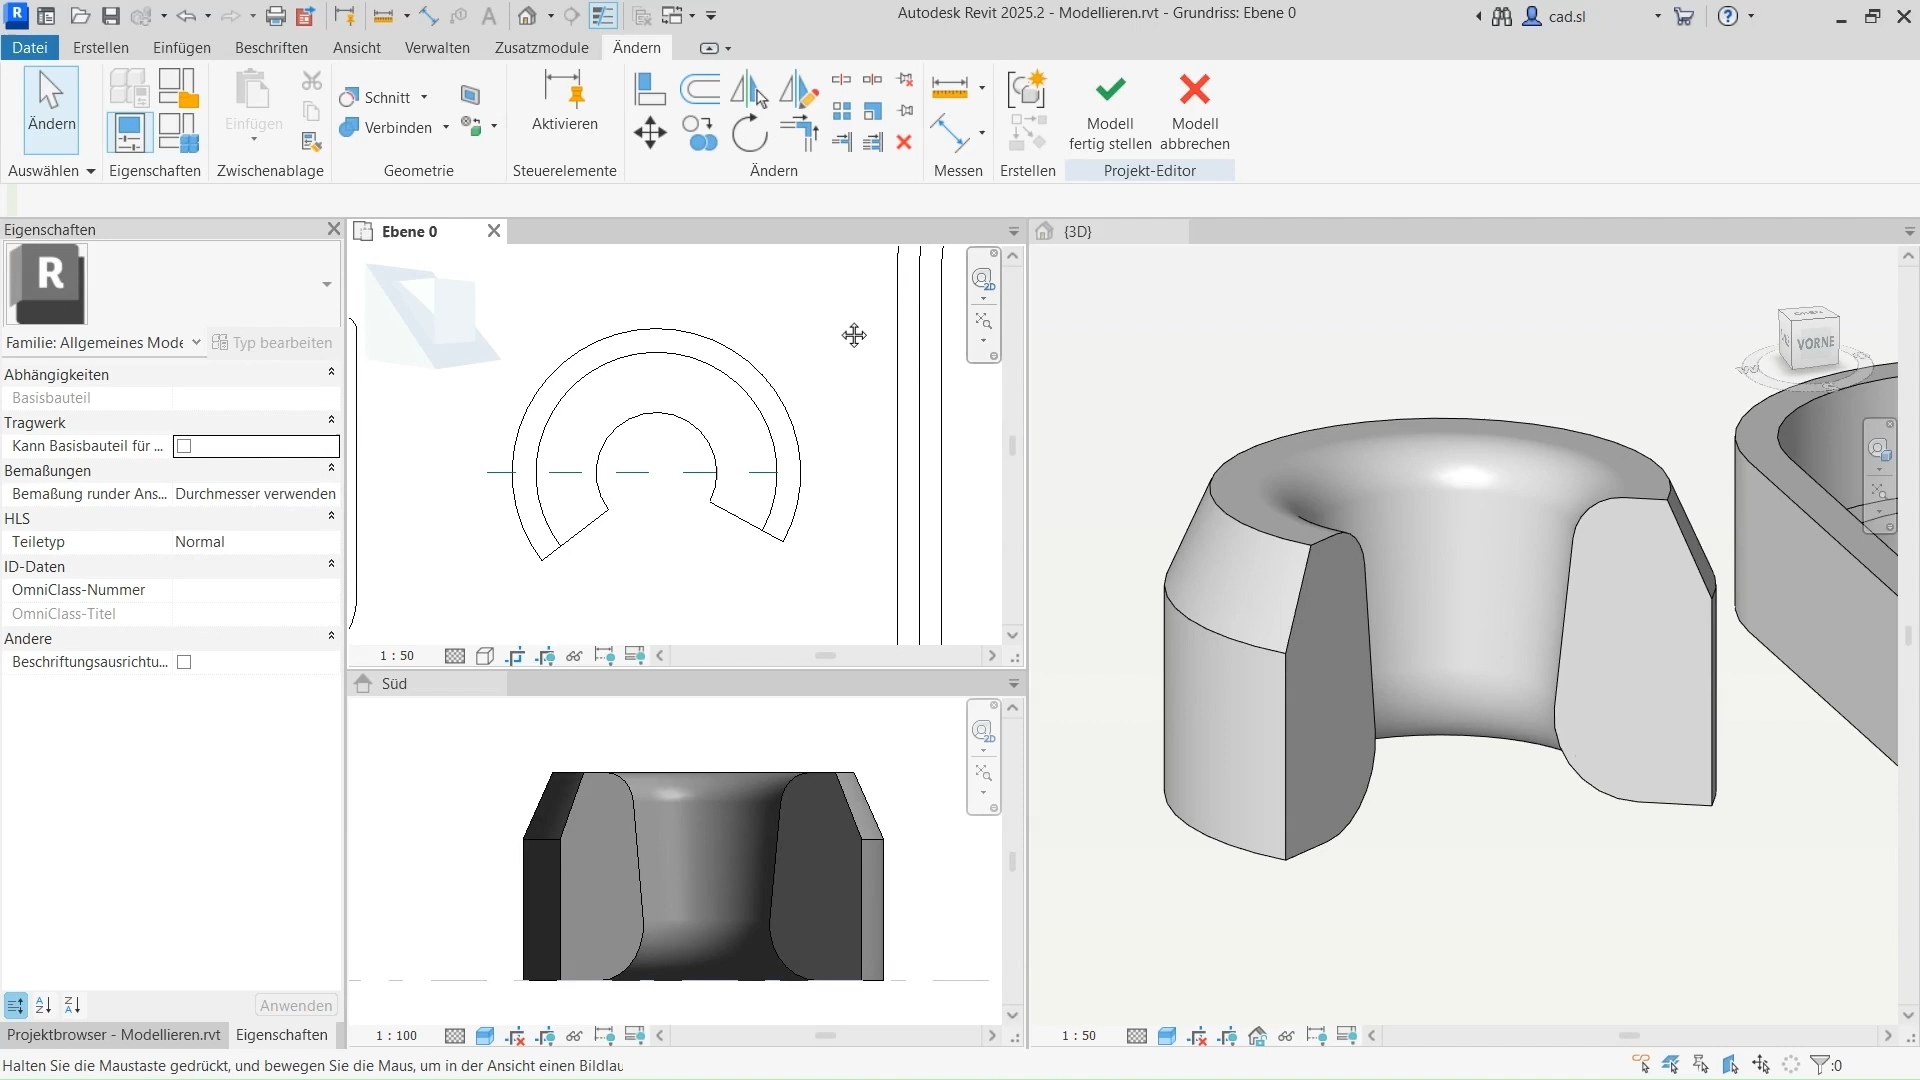 Autodesk Revit 2025.2 - Modellieren.rvt - Grundriss: Ebene 0
cad.sl
Datei Erstellen Einfügen Beschriften Ansicht Verwalten Zusatzmodule Ändern
Ändern
Einfügen
Schnitt
Verbinden
Aktivieren
Modell fertig stellen
Modell abbrechen
Auswählen Eigenschaften Zwischenablage Geometrie Steuerelemente Ändern Messen Erstellen Projekt-Editor
Eigenschaften
R
Familie: Allgemeines Mode Typ bearbeiten
Abhängigkeiten
Basisbauteil
Tragwerk
Kann Basisbauteil für ...
Bemaßungen
Bemaßung runder Ans... Durchmesser verwenden
HLS
Teiletyp Normal
ID-Daten
OmniClass-Nummer
OmniClass-Titel
Andere
Beschriftungsausrichtu...
Anwenden
Projektbrowser - Modellieren.rvt Eigenschaften
Ebene 0
2D
1 : 50
Süd
2D
1 : 100
{3D}
VORNE
1 : 50
Halten Sie die Maustaste gedrückt, und bewegen Sie die Maus, um in der Ansicht einen Bildlau
:0